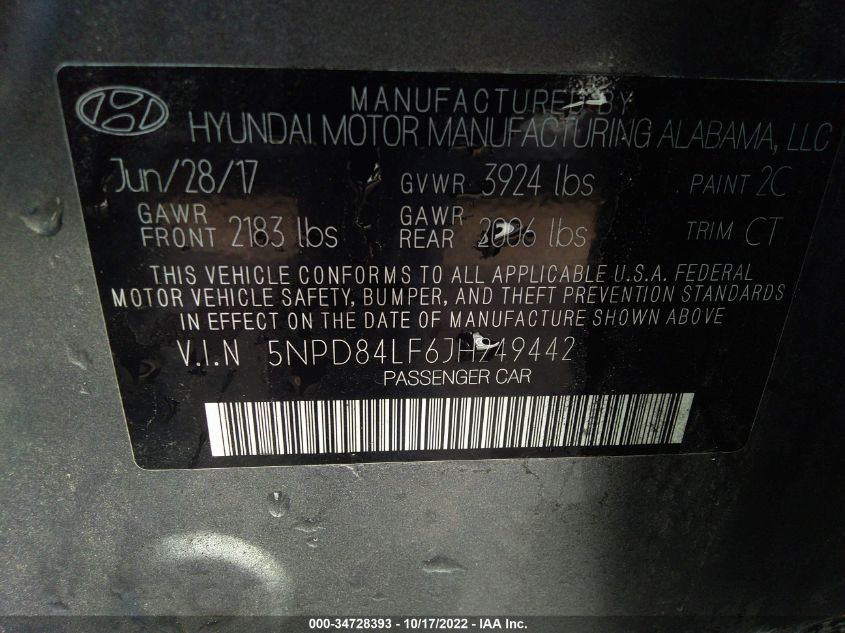 MANUFACTURED BY
HYUNDAI MOTOR MANUFACTURING ALABAMA, LLC
Jun/28/17 GVWR 3924 lbs PAINT 2C
GAWR FRONT 2183 lbs GAWR REAR 2006 lbs TRIM CT
THIS VEHICLE CONFORMS TO ALL APPLICABLE U.S.A. FEDERAL
MOTOR VEHICLE SAFETY, BUMPER, AND THEFT PREVENTION STANDARDS
IN EFFECT ON THE DATE OF MANUFACTURE SHOWN ABOVE
V.I.N 5NPD84LF6JH249442
PASSENGER CAR
000-34728393 - 10/17/2022 - IAA Inc.